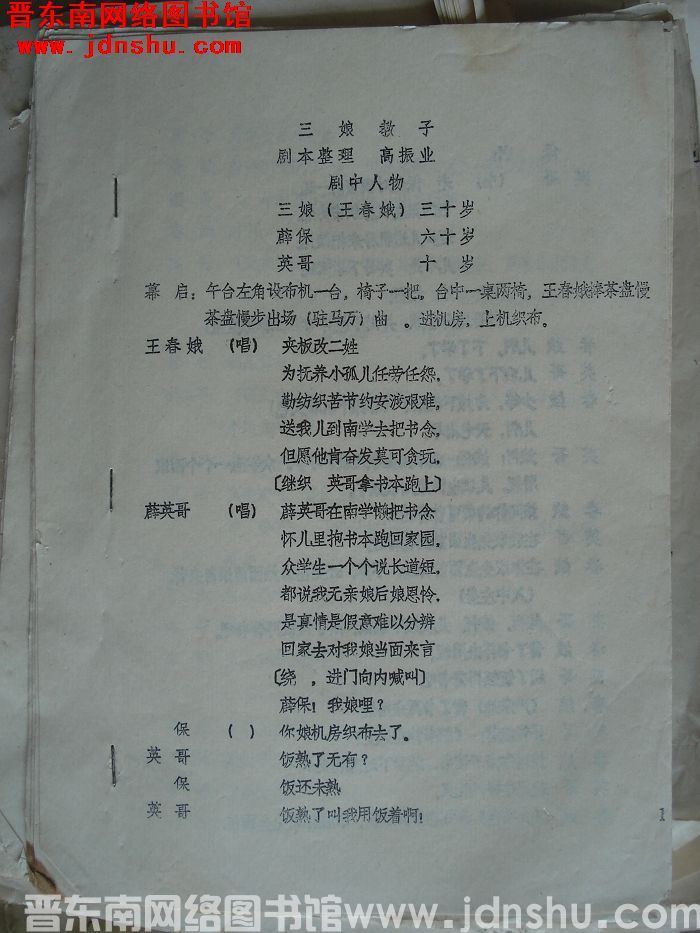 晋东南网络图书馆
www.jdnshu.com
三 娘 教 子
剧本整理 高振业
剧中人物
三娘(王春娥)三十岁
薛保 六十岁
英哥 十岁
幕 启:午台左角设布机一台,椅子一把。台中一桌两椅,王春娥捧茶盘慢
茶盘慢步出场(驻马万)曲 。进机房,上机织布。
王春娥 (唱) 夹板改二姓
为抚养小孤儿任劳任怨,
勤纺织苦节约安渡艰难,
送我儿到南学去把书念,
但愿他肯奋发莫可贪玩,
〔继织 英哥拿书本跑上〕
薛英哥 (唱) 薛英哥在南学懒把书念
怀儿里抱书本跑回家园,
众学生一个个说长道短,
都说我无亲娘后娘恩怜,
是真情是假意难以分辨
回家去对我娘当面来言
〔绕 ,进门向内喊叫〕
薛保!我娘哩?
保 ( ) 你娘机房织布去了。
英哥 饭熟了无有?
保 饭还未熟
英哥 饭熟了叫我用饭着啊!
1
晋东南网络图书馆 www.jdnshu.com